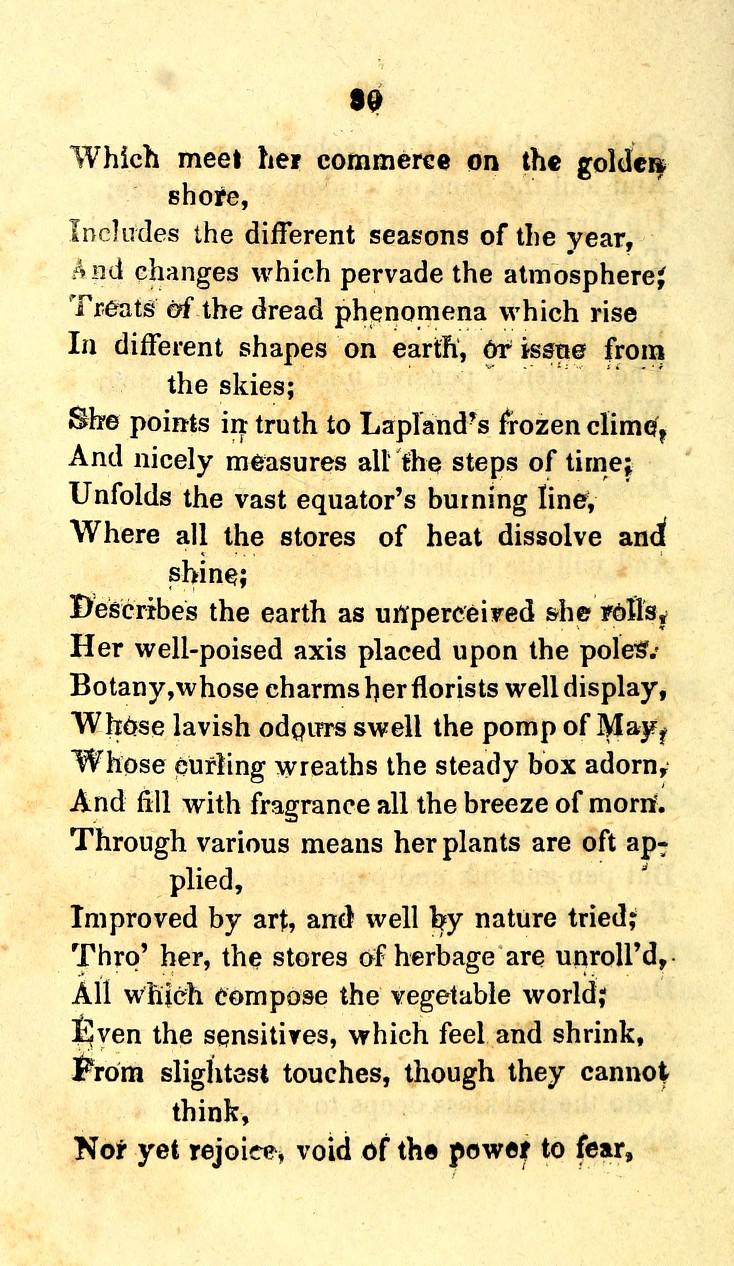 90
Which meet her commerce on the golden
shore,
Includes the different seasons of the year,
And changes which pervade the atmosphere;
Treats of the dread phenomena which rise
In different shapes on earth, or issue from
the skies;
She points in truth to Lapland's frozen clime,
And nicely measures all the steps of time;
Unfolds the vast equator's burning line,
Where all the stores of heat dissolve and
shine;
Describes the earth as unperceived she rolls,
Her well-poised axis placed upon the poles.
Botany, whose charms her florists well display,
Whose lavish odours swell the pomp of May,
Whose curling wreaths the steady box adorn,
And fill with fragrance all the breeze of morn.
Through various means her plants are oft ap-
plied,
Improved by art, and well by nature tried;
Thro' her, the stores of herbage are unroll'd,
All which compose the vegetable world;
Even the sensitives, which feel and shrink,
From slightest touches, though they cannot
think,
Nor yet rejoice, void of the power to fear,